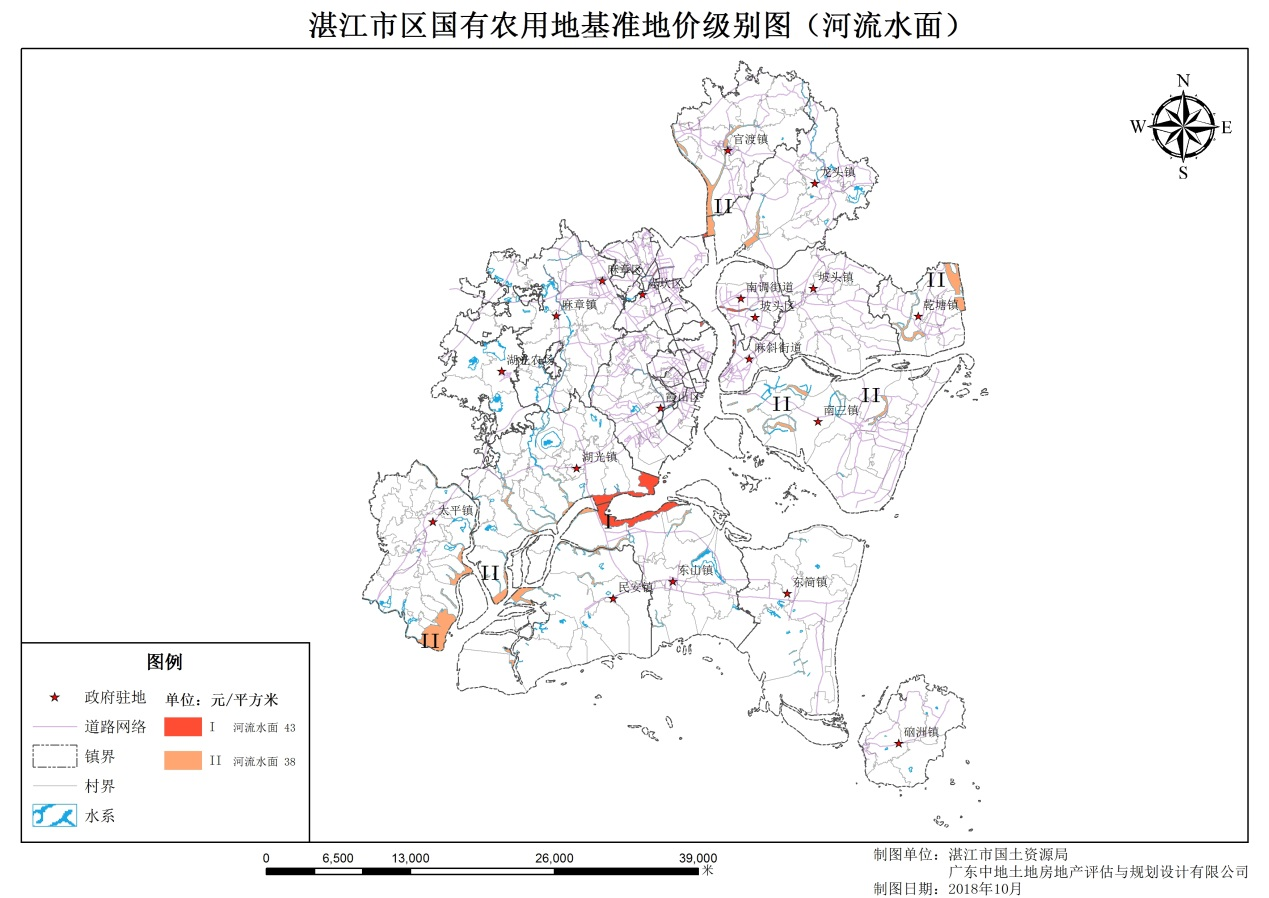 湛江市区国有农用地基准地价级别图（河流水面）
N
W E
S
官渡镇
龙头镇
II
麻章区
赤坎区
麻章镇
南调街道
坡头镇
坡头区
II
乾塘镇
麻斜街道
湖光农场
霞山区
II
II
南三镇
湖光镇
太平镇
I
II
东山镇
民安镇
东简镇
II
硇洲镇
图例
政府驻地
道路网络
镇界
村界
水系
单位：元/平方米
I 河流水面 43
II 河流水面 38
0 6,500 13,000 26,000 39,000
米
制图单位：湛江市国土资源局
广东中地土地房地产评估与规划设计有限公司
制图日期：2018年10月